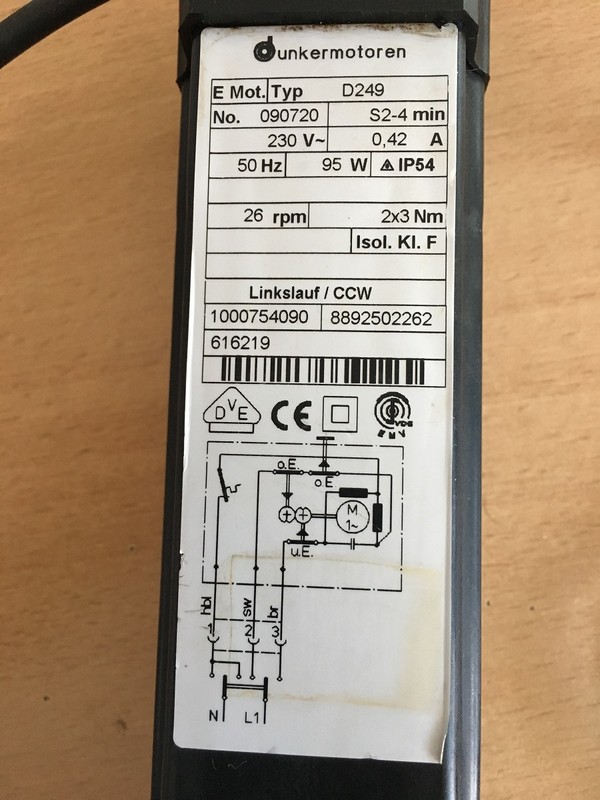 dunkermotoren
E Mot. Typ D249
No. 090720 S2-4 min
230 V~ 0,42 A
50 Hz 95 W IP54
26 rpm 2x3 Nm
Isol. Kl. F
Linkslauf / CCW
1000754090 8892502262
616219
DVE CE VDE
EMV
o.E. o.E.
M
1~
u.E.
hbl sw br
1 2 3
N L1